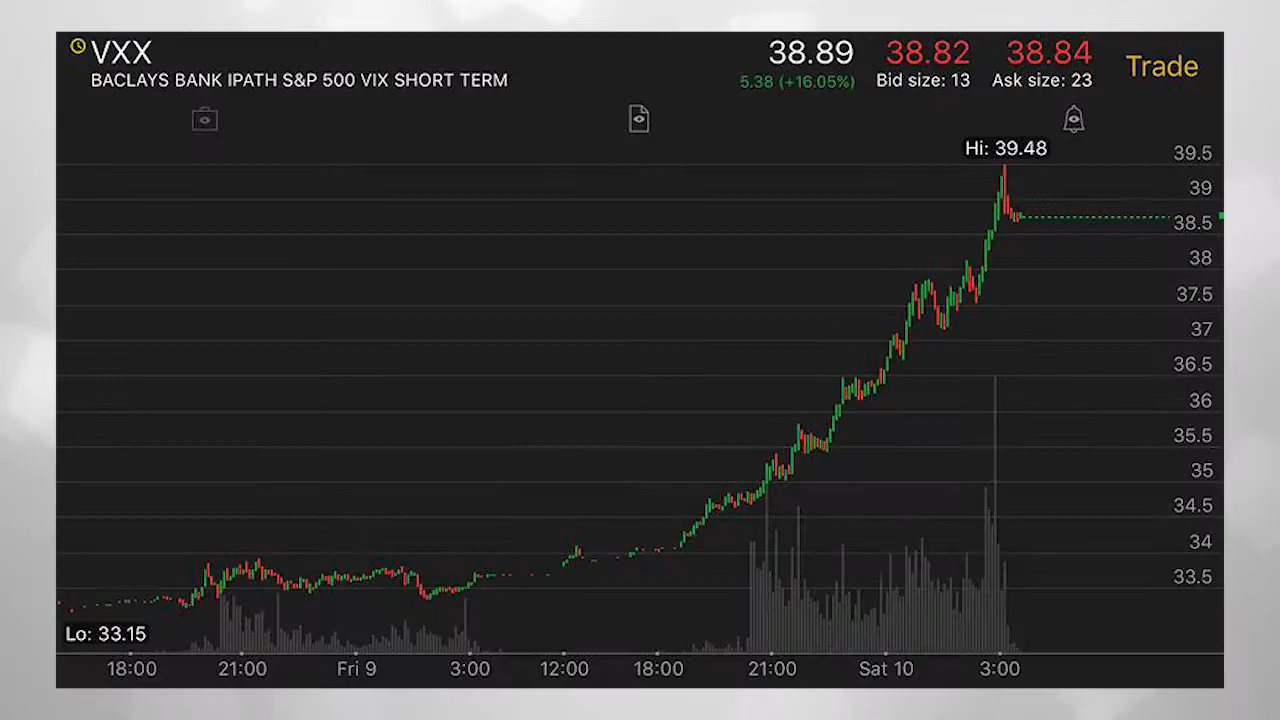 VXX
BACLAYS BANK IPATH S&P 500 VIX SHORT TERM
38.89
5.38 (+16.05%)
38.82
Bid size: 13
38.84
Ask size: 23
Trade
Hi: 39.48
39.5
39
38.5
38
37.5
37
36.5
36
35.5
35
34.5
34
33.5
Lo: 33.15
18:00 21:00 Fri 9 3:00 12:00 18:00 21:00 Sat 10 3:00